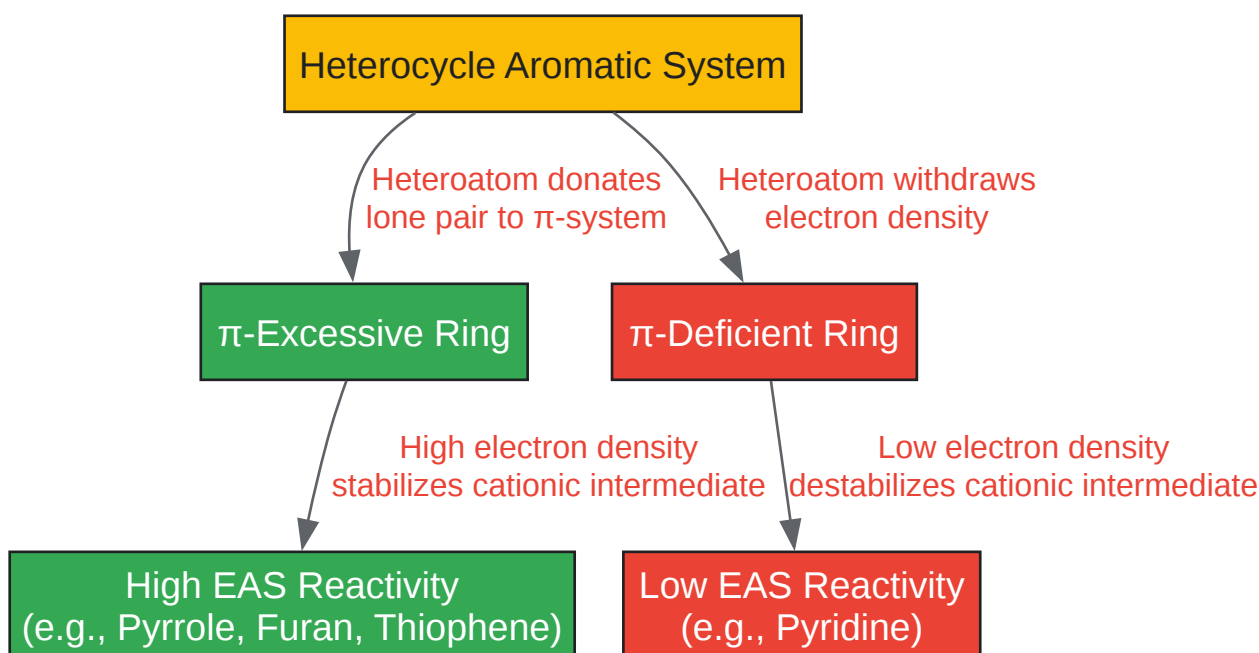 Heterocycle Aromatic System
Heteroatom donates
lone pair to π-system
Heteroatom withdraws
electron density
π-Excessive Ring
π-Deficient Ring
High electron density
stabilizes cationic intermediate
Low electron density
destabilizes cationic intermediate
High EAS Reactivity
(e.g., Pyrrole, Furan, Thiophene)
Low EAS Reactivity
(e.g., Pyridine)